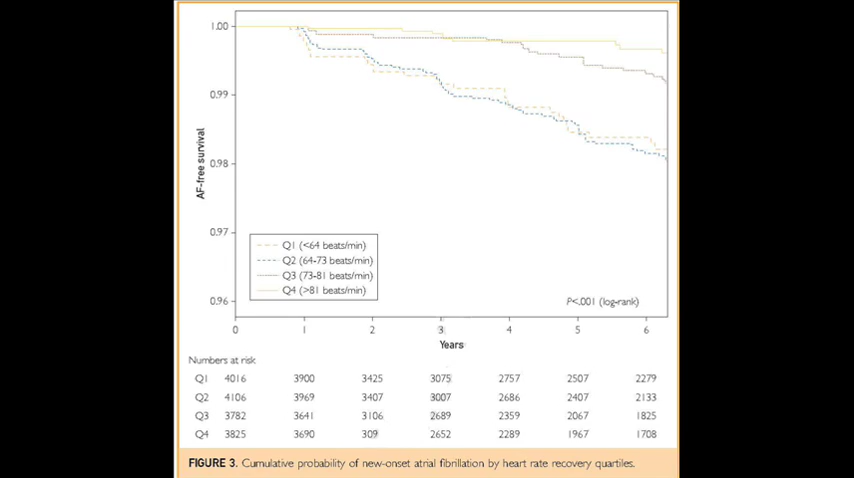 1.00
0.99
0.98
0.97
0.96
AF-free survival
Q1 (<64 beats/min)
Q2 (64-73 beats/min)
Q3 (73-81 beats/min)
Q4 (>81 beats/min)
P<.001 (log-rank)
0 1 2 3 4 5 6
Years
Numbers at risk
Q1 4016 3900 3425 3075 2757 2507 2279
Q2 4106 3969 3407 3007 2686 2407 2133
Q3 3782 3641 3106 2689 2359 2067 1825
Q4 3825 3690 309 2652 2289 1967 1708
FIGURE 3. Cumulative probability of new-onset atrial fibrillation by heart rate recovery quartiles.